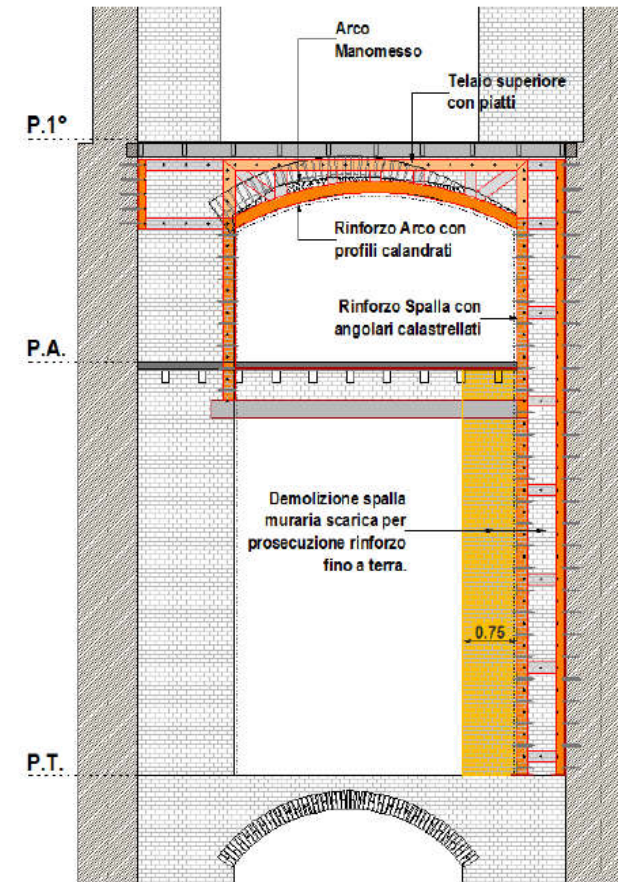 Arco
Manomesso
Telaio superiore
con piatti
P.1°
Rinforzo Arco con
profili calandrati
Rinforzo Spalla con
angolari calastrellati
P.A.
Demolizione spalla
muraria scarica per
prosecuzione rinforzo
fino a terra.
0.75
P.T.